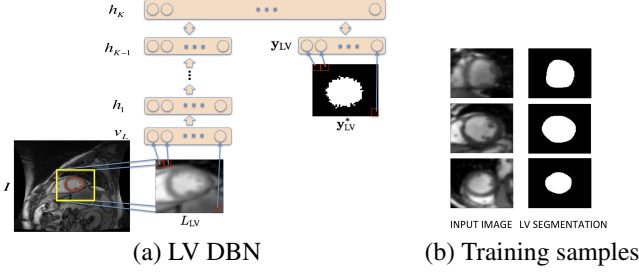 h_K
h_{K-1}
y_LV
h_1
y*_LV
v_L
I
L_LV
INPUT IMAGE LV SEGMENTATION
(a) LV DBN (b) Training samples